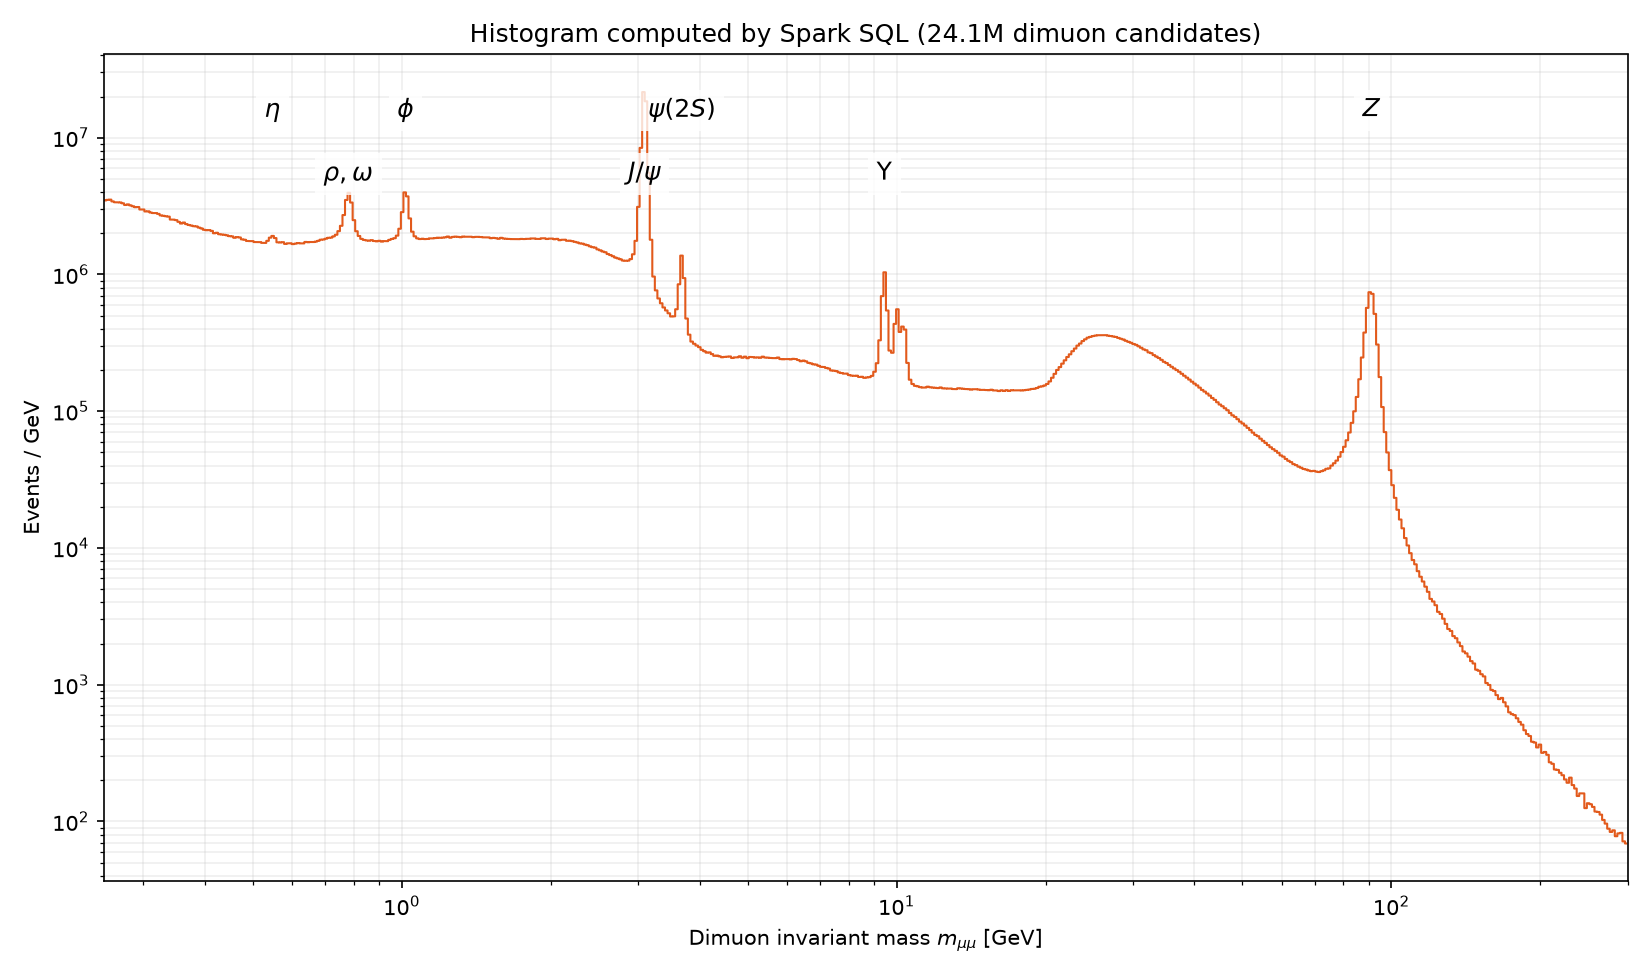 Histogram computed by Spark SQL (24.1M dimuon candidates)
η ϕ ψ(2S) Z
ρ, ω J/ψ Υ
10⁷
10⁶
10⁵
10⁴
10³
10²
Events / GeV
10⁰ 10¹ 10²
Dimuon invariant mass m_μμ [GeV]